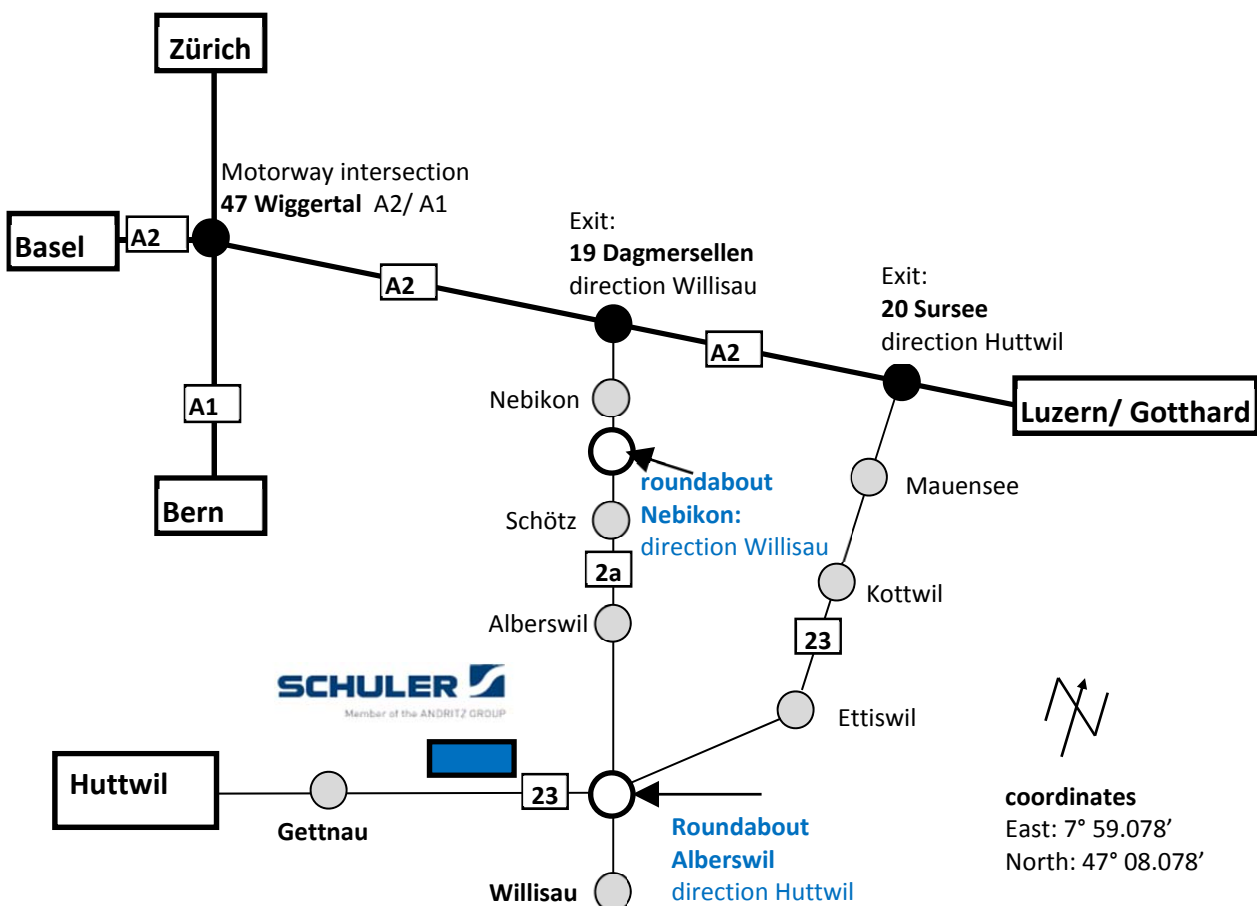 Zürich
Motorway intersection
47 Wiggertal A2/ A1
Basel
A2
A2
Exit:
19 Dagmersellen
direction Willisau
A2
Exit:
20 Sursee
direction Huttwil
Luzern/ Gotthard
A1
Bern
Nebikon
roundabout
Nebikon:
direction Willisau
Mauensee
Schötz
2a
Kottwil
Alberswil
23
SCHULER
Member of the ANDRITZ GROUP
Ettiswil
Huttwil
Gettnau
23
Roundabout
Alberswil
direction Huttwil
Willisau
coordinates
East: 7° 59.078’
North: 47° 08.078’